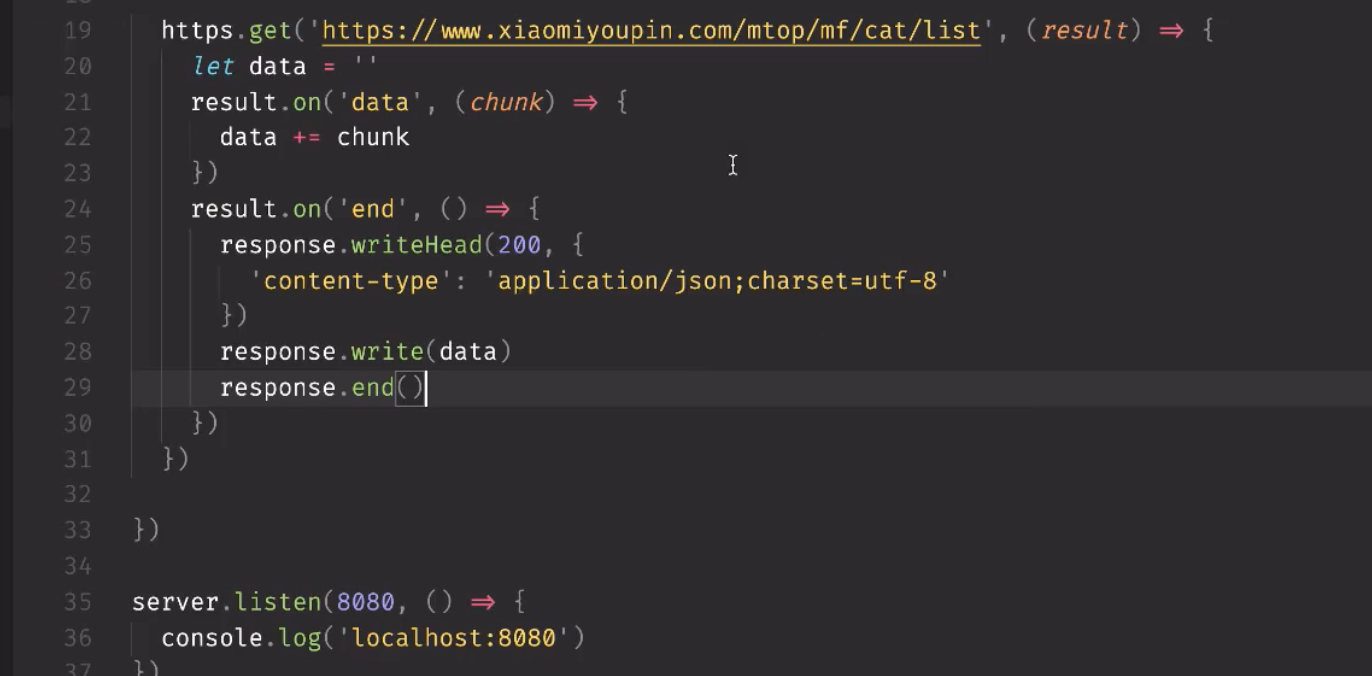 19 https.get('https://www.xiaomiyoupin.com/mtop/mf/cat/list', (result) => {
20 let data = ''
21 result.on('data', (chunk) => {
22 data += chunk
23 })
24 result.on('end', () => {
25 response.writeHead(200, {
26 'content-type': 'application/json;charset=utf-8'
27 })
28 response.write(data)
29 response.end()
30 })
31 })
32
33 })
34
35 server.listen(8080, () => {
36 console.log('localhost:8080')
37 })